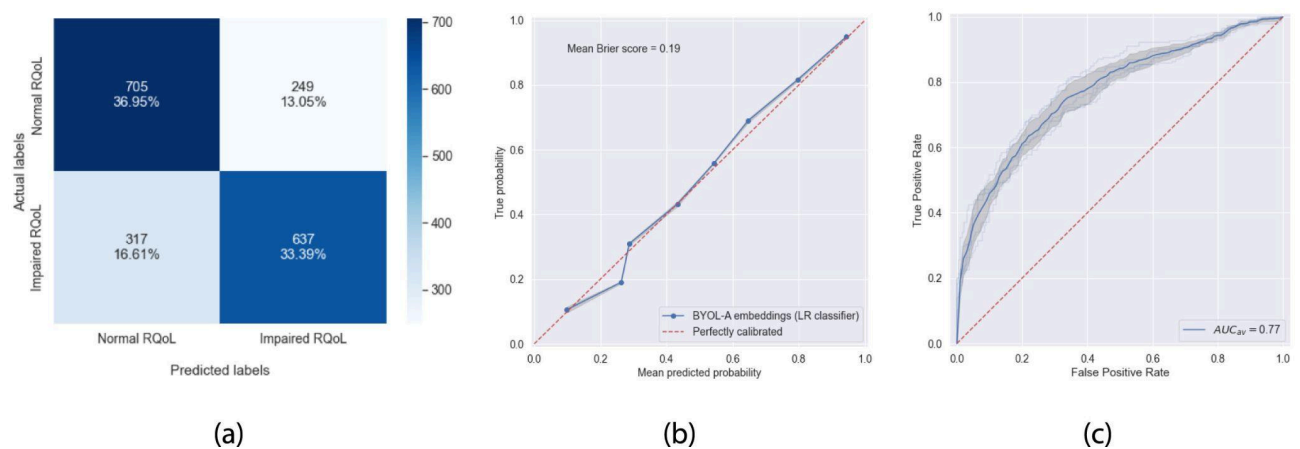 Actual labels
Normal RQoL
Impaired RQoL
705
36.95%
249
13.05%
317
16.61%
637
33.39%
Normal RQoL
Impaired RQoL
Predicted labels
700
600
500
400
300
(a)
True probability
1.0
0.8
0.6
0.4
0.2
0.0
Mean Brier score = 0.19
BYOL-A embeddings (LR classifier)
Perfectly calibrated
0.0 0.2 0.4 0.6 0.8 1.0
Mean predicted probability
(b)
True Positive Rate
1.0
0.8
0.6
0.4
0.2
0.0
AUCav = 0.77
0.0 0.2 0.4 0.6 0.8 1.0
False Positive Rate
(c)